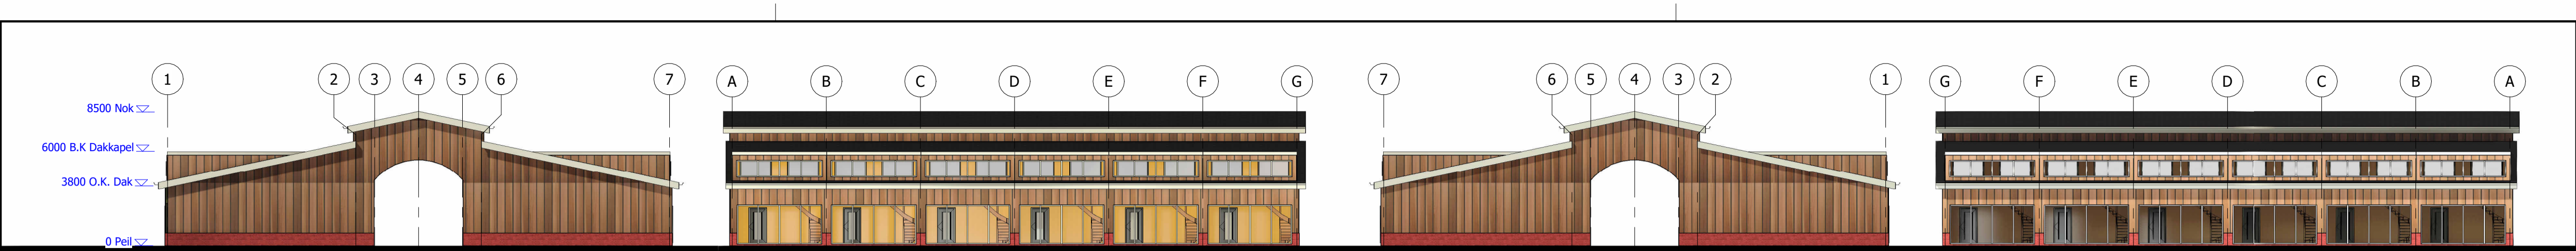 1 2 3 4 5 6 7 A B C D E F G 7 6 5 4 3 2 1 G F E D C B A
8500 Nok
6000 B.K Dakkapel
3800 O.K. Dak
0 Peil